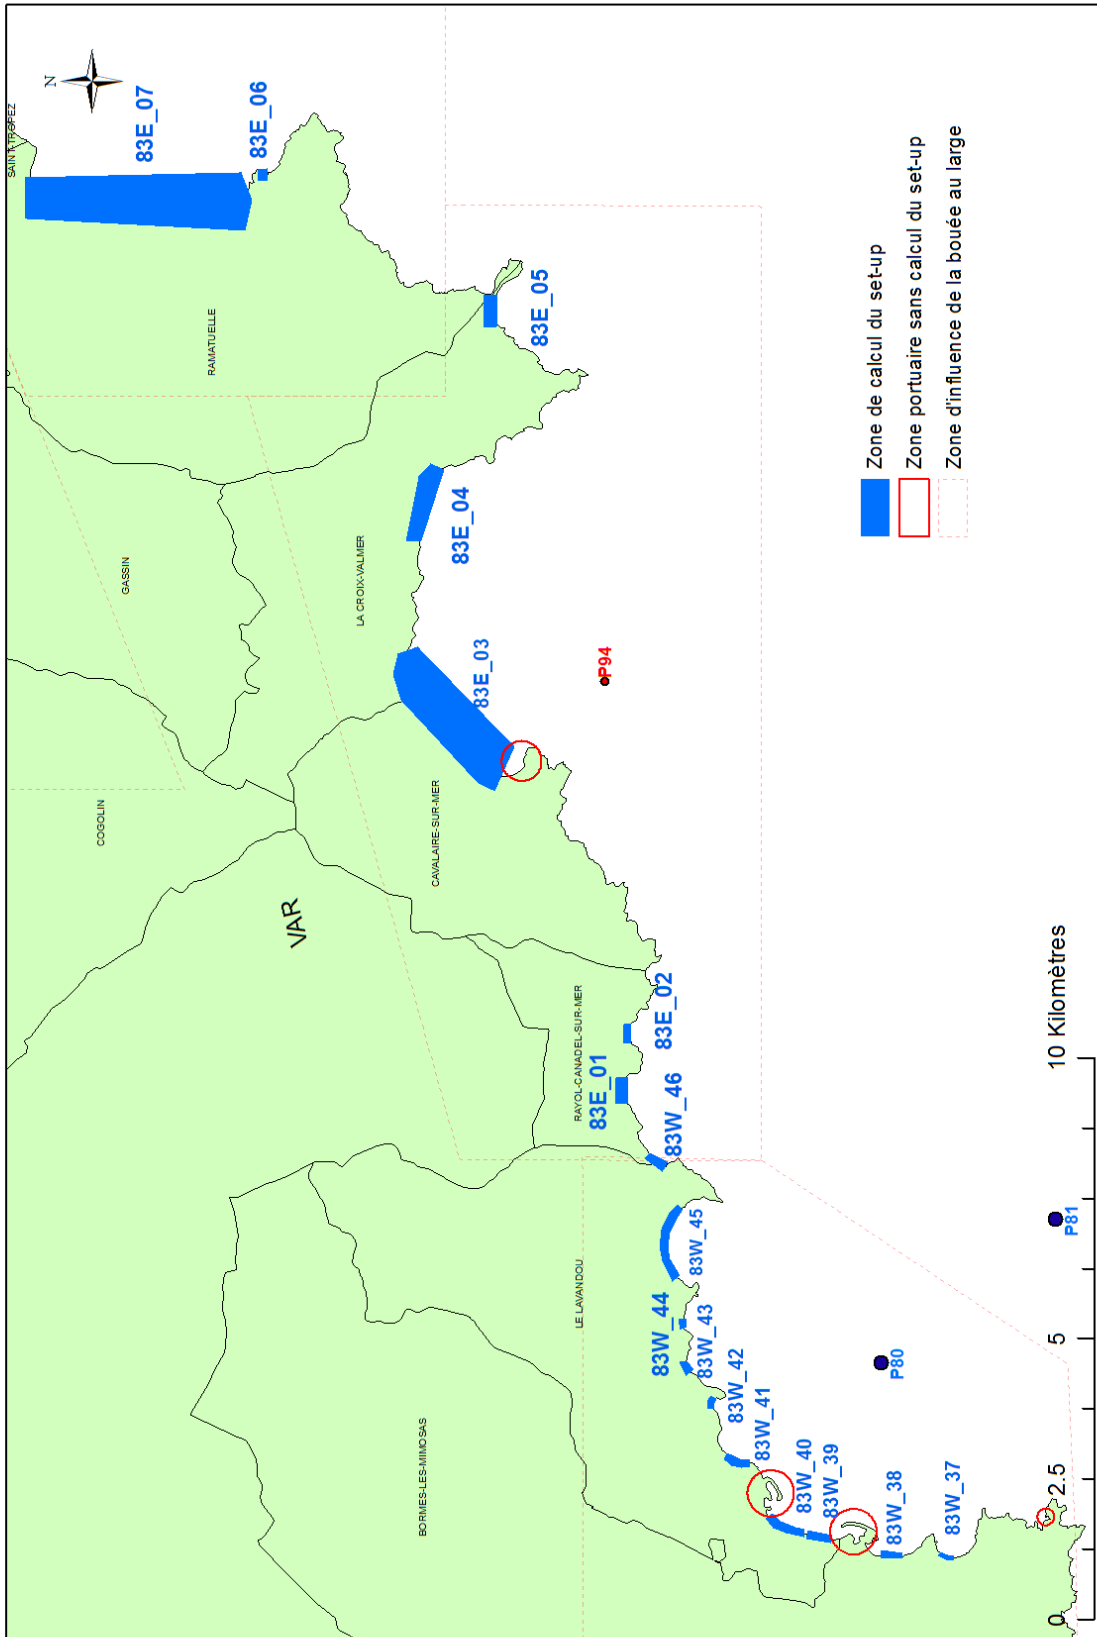 SAINT-TROPEZ
N
83E_07
83E_06
RAMATUELLE
83E_05
GASSIN
LA CROIX-VALMER
83E_04
83E_03
P94
COGOLIN
CAVALAIRE-SUR-MER
VAR
RAYOL-CANADEL-SUR-MER
83E_02
83E_01
83W_46
LE LAVANDOU
83W_45
83W_44
83W_43
83W_42
83W_41
83W_40
83W_39
83W_38
83W_37
BORMES-LES-MIMOSAS
P80
P81
Zone de calcul du set-up
Zone portuaire sans calcul du set-up
Zone d'influence de la bouée au large
0 2.5 5 10 Kilomètres